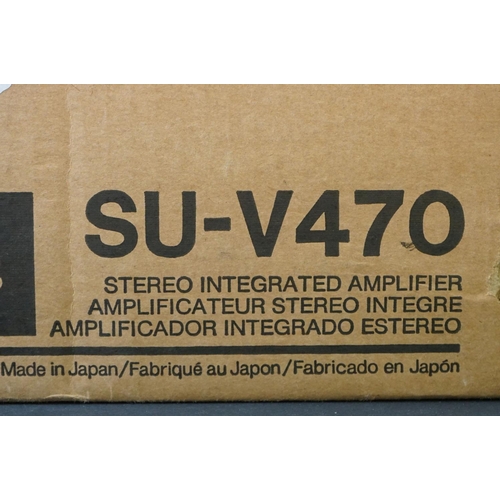 SU-V470
STEREO INTEGRATED AMPLIFIER
AMPLIFICATEUR STEREO INTEGRE
AMPLIFICADOR INTEGRADO ESTEREO
Made in Japan/Fabriqué au Japon/Fabricado en Japón